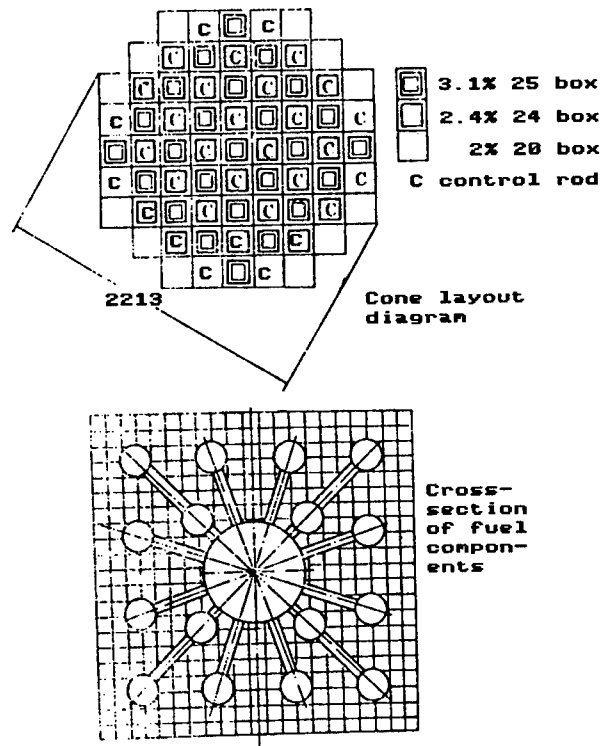 C C
C C C
C C C C
3.1% 25 box
C C C C C
2.4% 24 box
C C C C
2% 20 box
C C C C C
C control rod
C C C C
C C C
C C
2213
Cone layout
diagram
Cross-
section
of fuel
compon-
ents